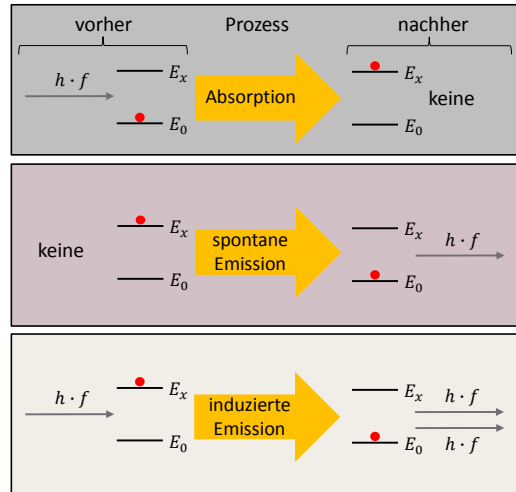 vorher Prozess nachher
h · f E_x Absorption E_x
keine
E_0 E_0
keine E_x spontane E_x h · f
E_0 Emission E_0
h · f E_x induzierte E_x h · f
E_0 Emission E_0 h · f